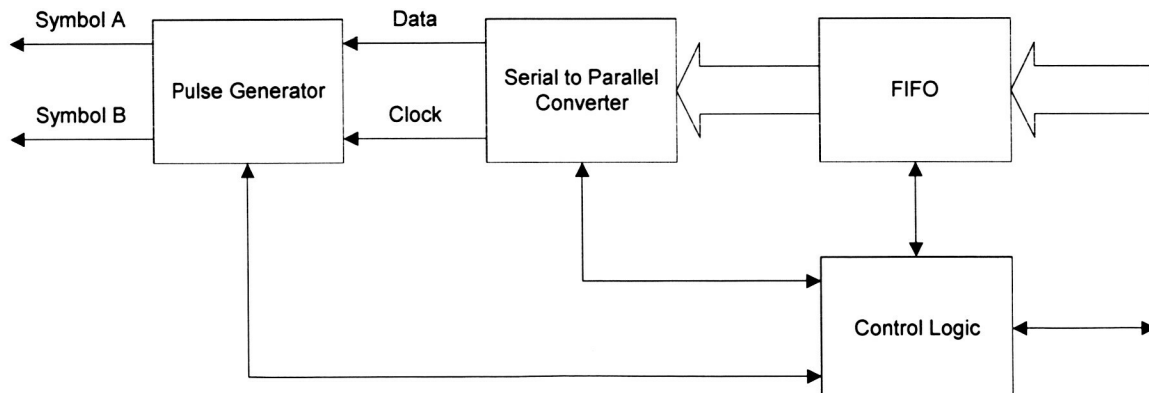 Symbol A
Data
Pulse Generator
Serial to Parallel
Converter
FIFO
Symbol B
Clock
Control Logic